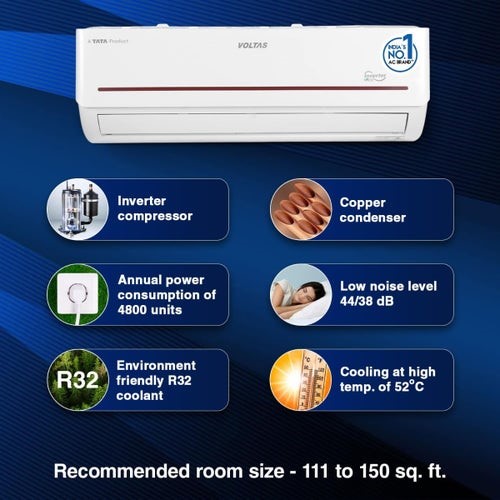 A TATA Product
VOLTAS
INDIA'S
NO.1
AC BRAND
Inverter
AC
Inverter
compressor
Copper
condenser
Annual power
consumption of
4800 units
Low noise level
44/38 dB
R32
Environment
friendly R32
coolant
Cooling at high
temp. of 52°C
Recommended room size - 111 to 150 sq. ft.